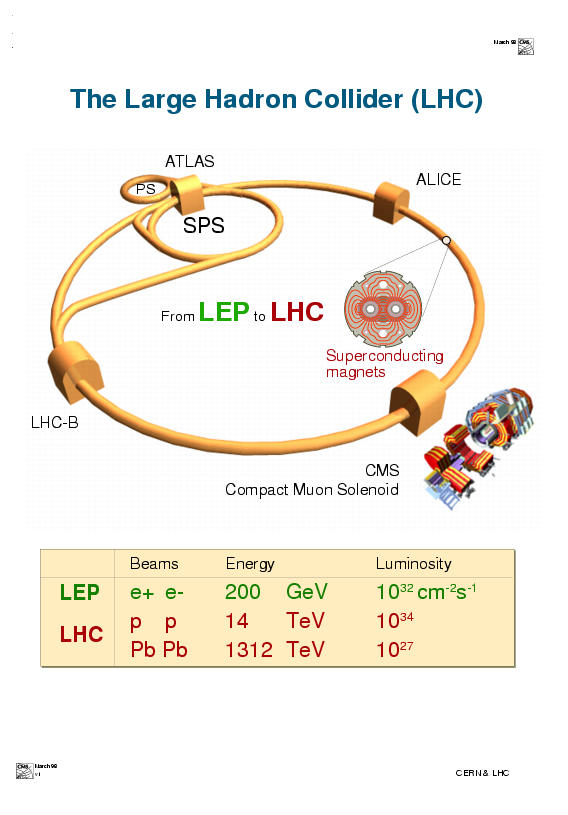 March 98 CMS
The Large Hadron Collider (LHC)
ATLAS
PS
ALICE
SPS
From LEP to LHC
Superconducting
magnets
LHC-B
CMS
Compact Muon Solenoid
Beams Energy Luminosity
LEP e+ e- 200 GeV 10³² cm⁻²s⁻¹
LHC p p 14 TeV 10³⁴
Pb Pb 1312 TeV 10²⁷
CMS March 98
CERN & LHC